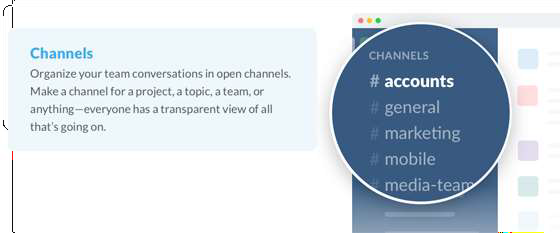 Channels
Organize your team conversations in open channels.
Make a channel for a project, a topic, a team, or
anything—everyone has a transparent view of all
that's going on.
CHANNELS
# accounts
# general
# marketing
# mobile
# media-team